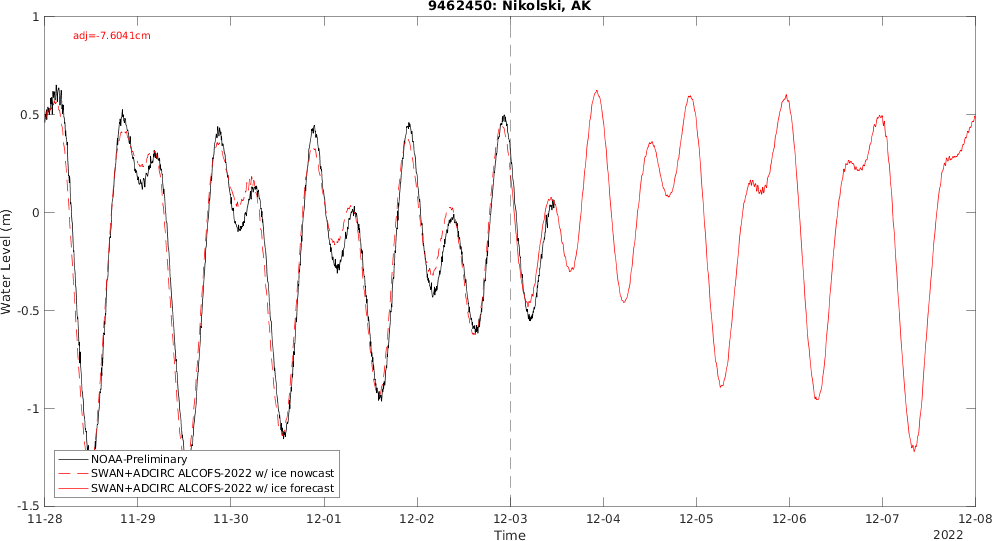 9462450: Nikolski, AK
adj=-7.6041cm
1
0.5
0
-0.5
-1
-1.5
Water Level (m)
NOAA-Preliminary
SWAN+ADCIRC ALCOFS-2022 w/ ice nowcast
SWAN+ADCIRC ALCOFS-2022 w/ ice forecast
11-28 11-29 11-30 12-01 12-02 12-03 12-04 12-05 12-06 12-07 12-08
Time
2022